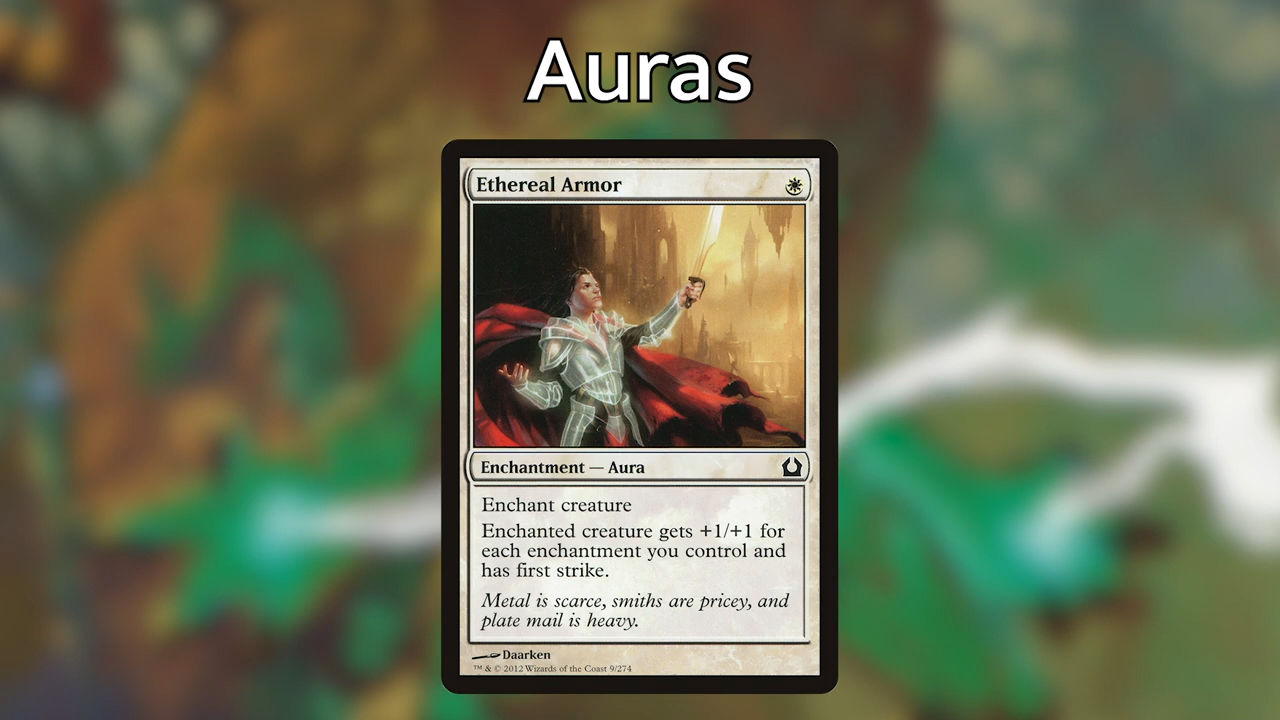 Auras
Ethereal Armor
Enchantment — Aura
Enchant creature
Enchanted creature gets +1/+1 for
each enchantment you control and
has first strike.
Metal is scarce, smiths are pricey, and
plate mail is heavy.
Daarken
™ & © 2012 Wizards of the Coast 9/274